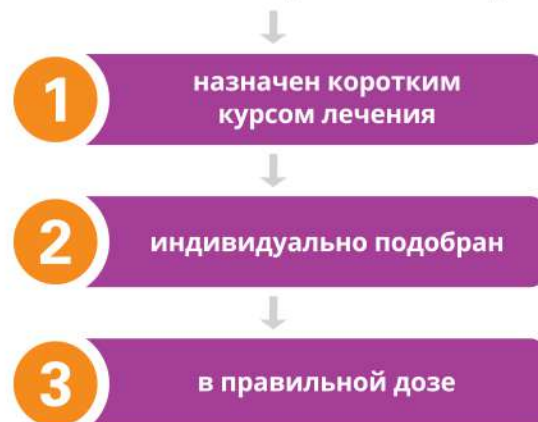 1
назначен коротким
курсом лечения
2
индивидуально подобран
3
в правильной дозе